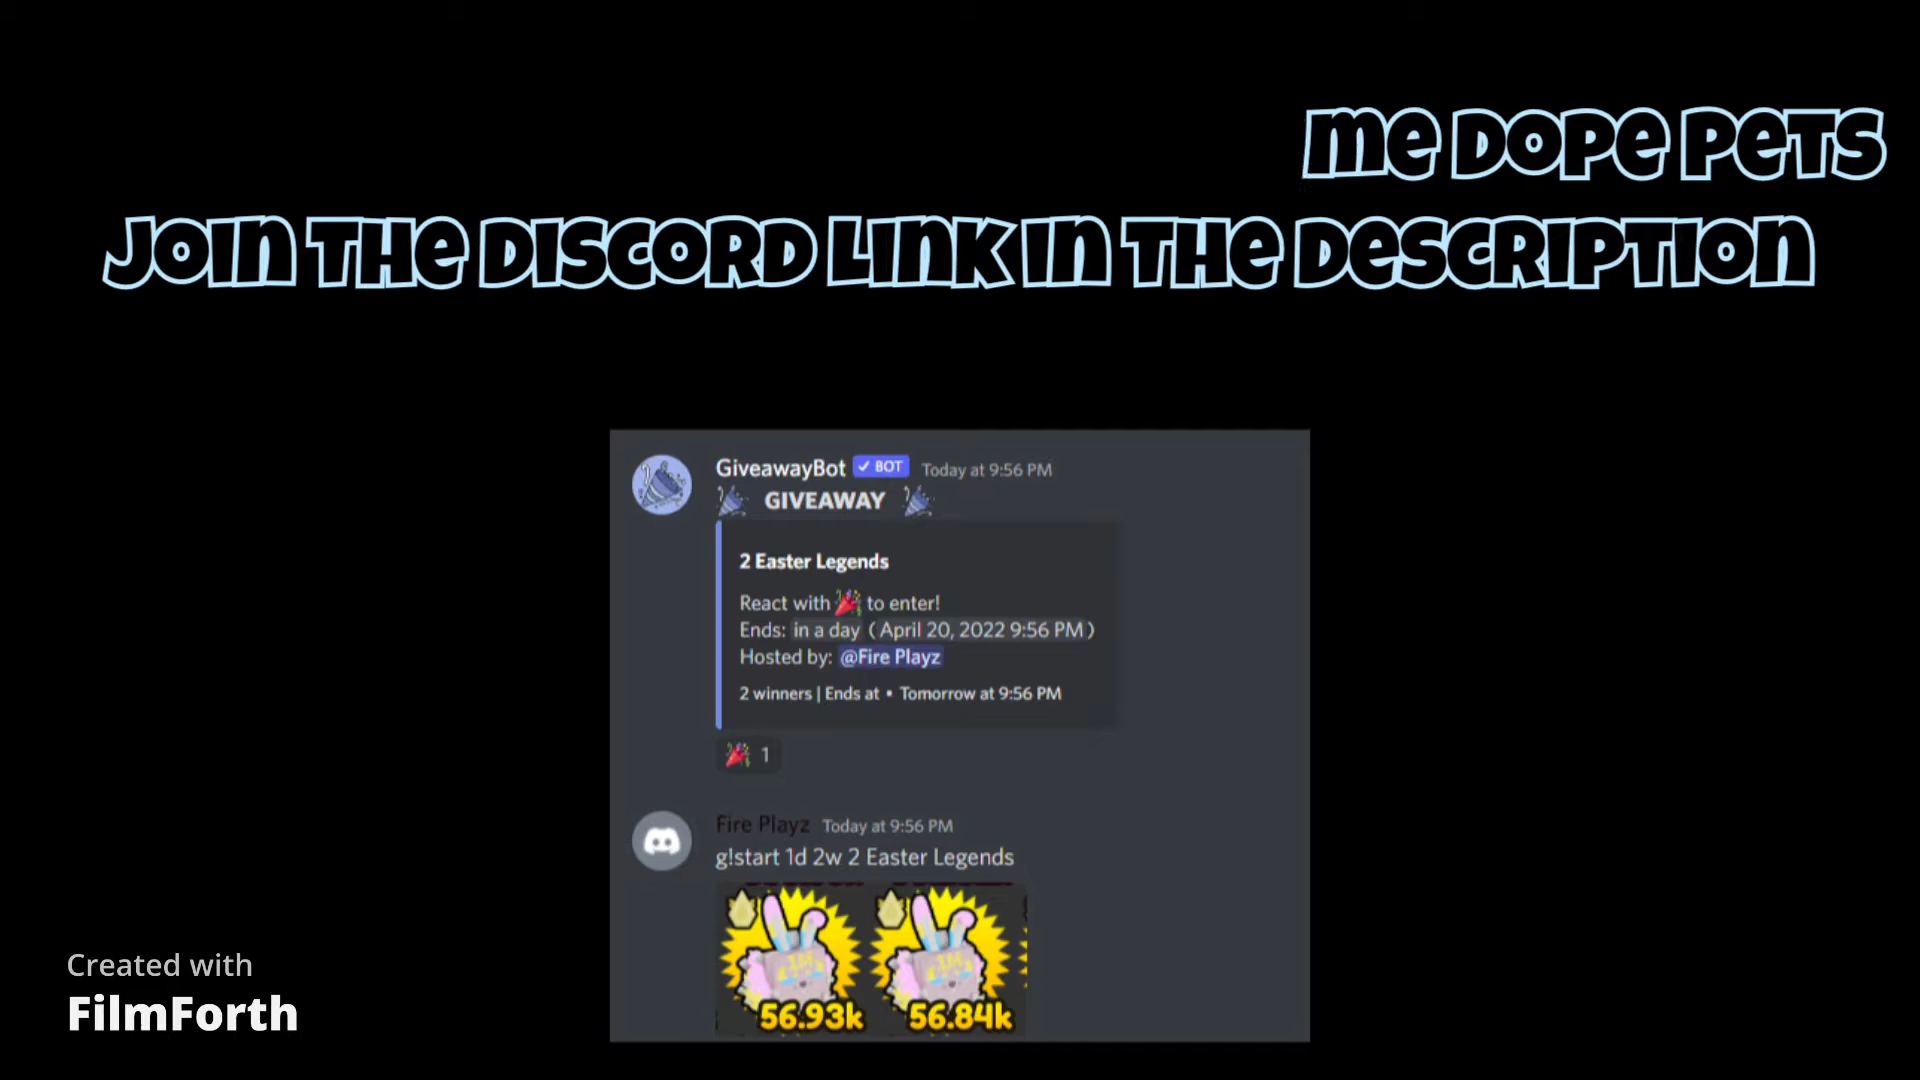 me Dope Pets
Join The Discord Link In The Description
GiveawayBot ✓ BOT Today at 9:56 PM
🎉 GIVEAWAY 🎉
2 Easter Legends
React with 🎉 to enter!
Ends: in a day (April 20, 2022 9:56 PM)
Hosted by: @Fire Playz
2 winners | Ends at • Tomorrow at 9:56 PM
🎉 1
Fire Playz Today at 9:56 PM
g!start 1d 2w 2 Easter Legends
56.93k 56.84k
Created with
FilmForth